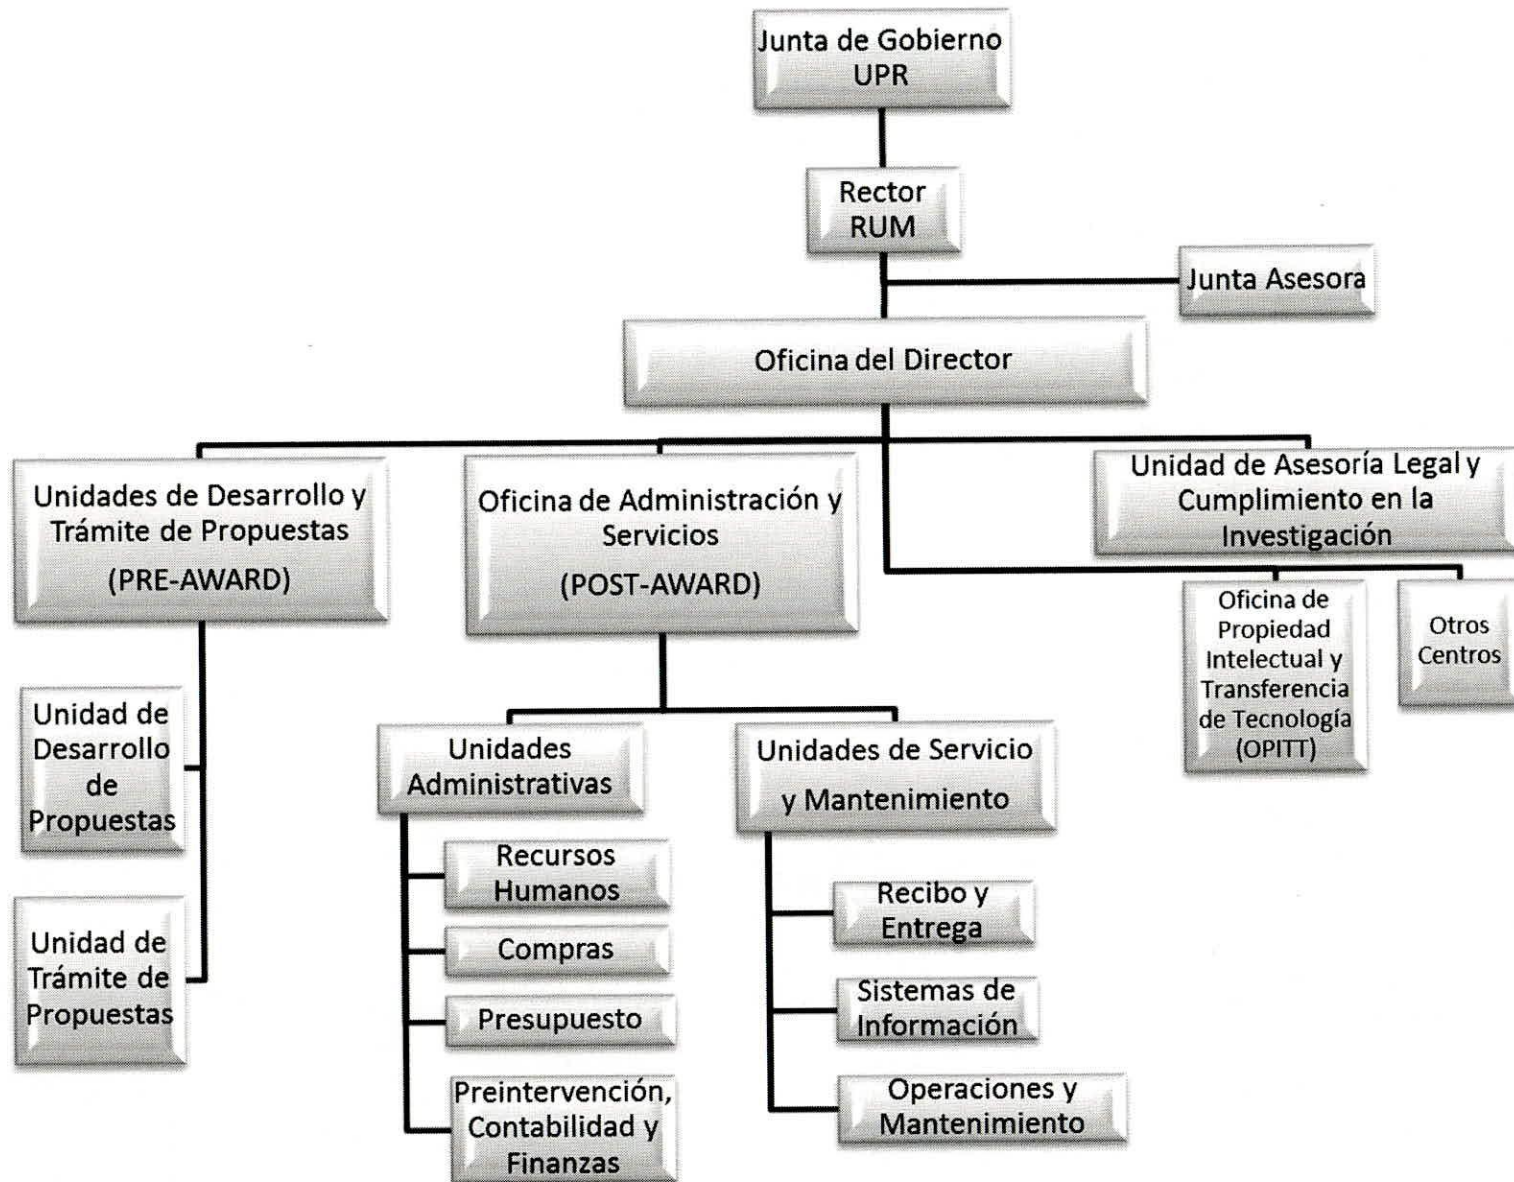 Junta de Gobierno
UPR
Rector
RUM
Junta Asesora
Oficina del Director
Unidades de Desarrollo y
Trámite de Propuestas
(PRE-AWARD)
Oficina de Administración y
Servicios
(POST-AWARD)
Unidad de Asesoría Legal y
Cumplimiento en la
Investigación
Oficina de
Propiedad
Intelectual y
Transferencia
de Tecnología
(OPITT)
Otros
Centros
Unidad de
Desarrollo
de
Propuestas
Unidad de
Trámite de
Propuestas
Unidades
Administrativas
Recursos
Humanos
Compras
Presupuesto
Preintervención,
Contabilidad y
Finanzas
Unidades de Servicio
y Mantenimiento
Recibo y
Entrega
Sistemas de
Información
Operaciones y
Mantenimiento